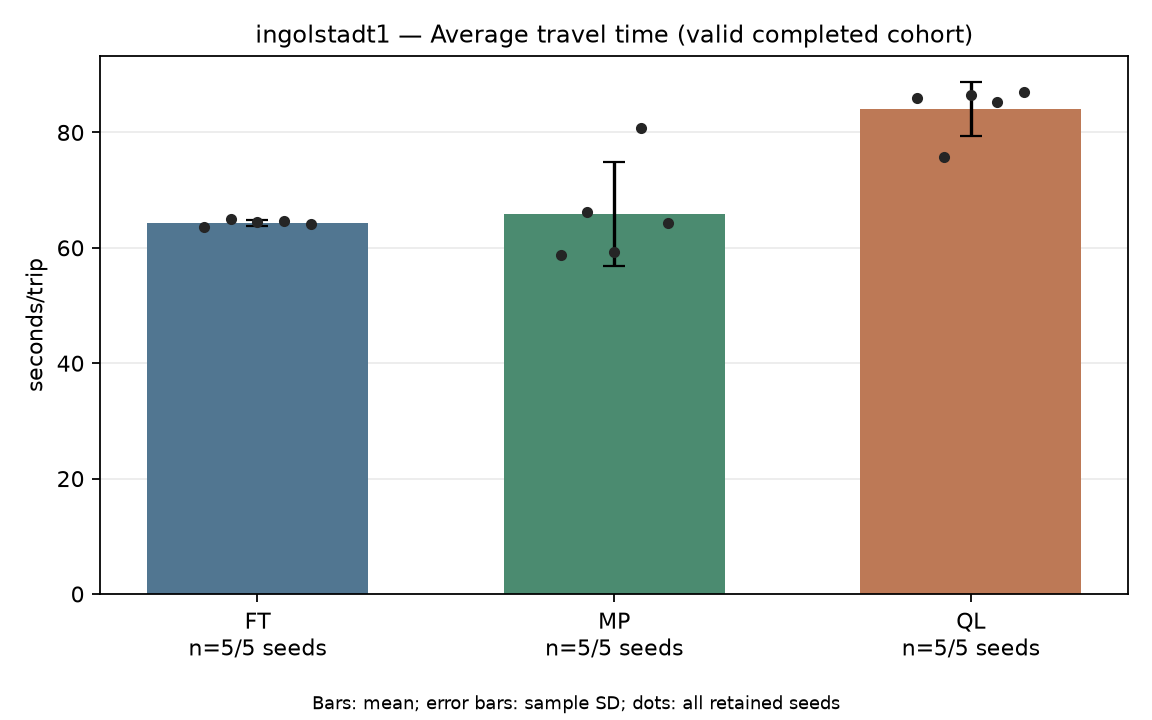 ingolstadt1 — Average travel time (valid completed cohort)
seconds/trip
80
60
40
20
0
FT
n=5/5 seeds
MP
n=5/5 seeds
QL
n=5/5 seeds
Bars: mean; error bars: sample SD; dots: all retained seeds